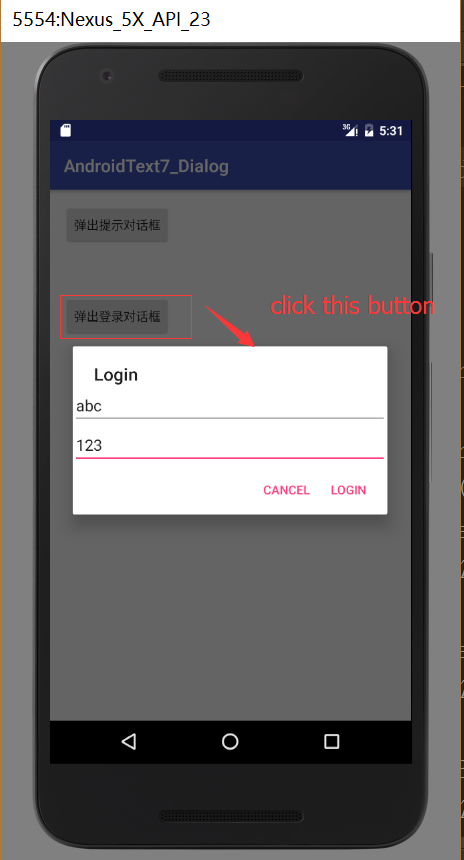 5554:Nexus_5X_API_23
3G 5:31
AndroidText7_Dialog
弹出提示对话框
click this button
弹出登录对话框
Login
abc
123
CANCEL LOGIN